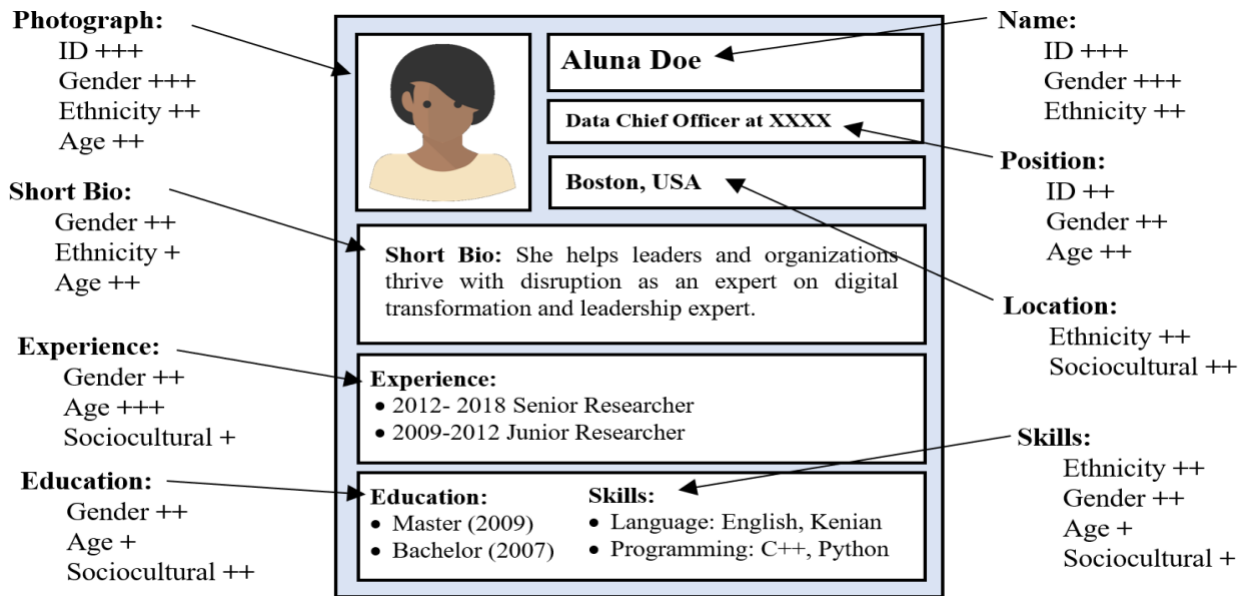 Photograph:
ID +++
Gender +++
Ethnicity ++
Age ++
Short Bio:
Gender ++
Ethnicity +
Age ++
Experience:
Gender ++
Age +++
Sociocultural +
Education:
Gender ++
Age +
Sociocultural ++
Aluna Doe
Data Chief Officer at XXXX
Boston, USA
Short Bio: She helps leaders and organizations
thrive with disruption as an expert on digital
transformation and leadership expert.
Experience:
• 2012- 2018 Senior Researcher
• 2009-2012 Junior Researcher
Education:
• Master (2009)
• Bachelor (2007)
Skills:
• Language: English, Kenian
• Programming: C++, Python
Name:
ID +++
Gender +++
Ethnicity ++
Position:
ID ++
Gender ++
Age ++
Location:
Ethnicity ++
Sociocultural ++
Skills:
Ethnicity ++
Gender ++
Age +
Sociocultural +